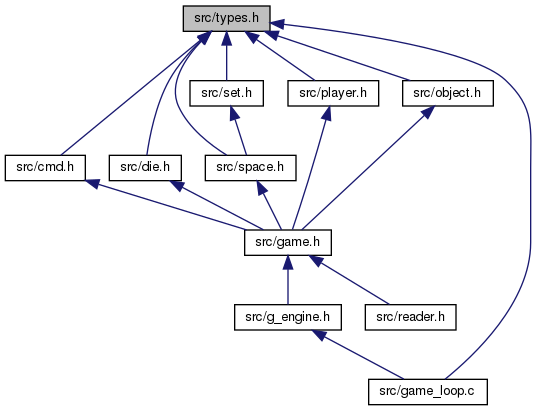 src/types.h
src/set.h
src/player.h
src/object.h
src/cmd.h
src/die.h
src/space.h
src/game.h
src/g_engine.h
src/reader.h
src/game_loop.c